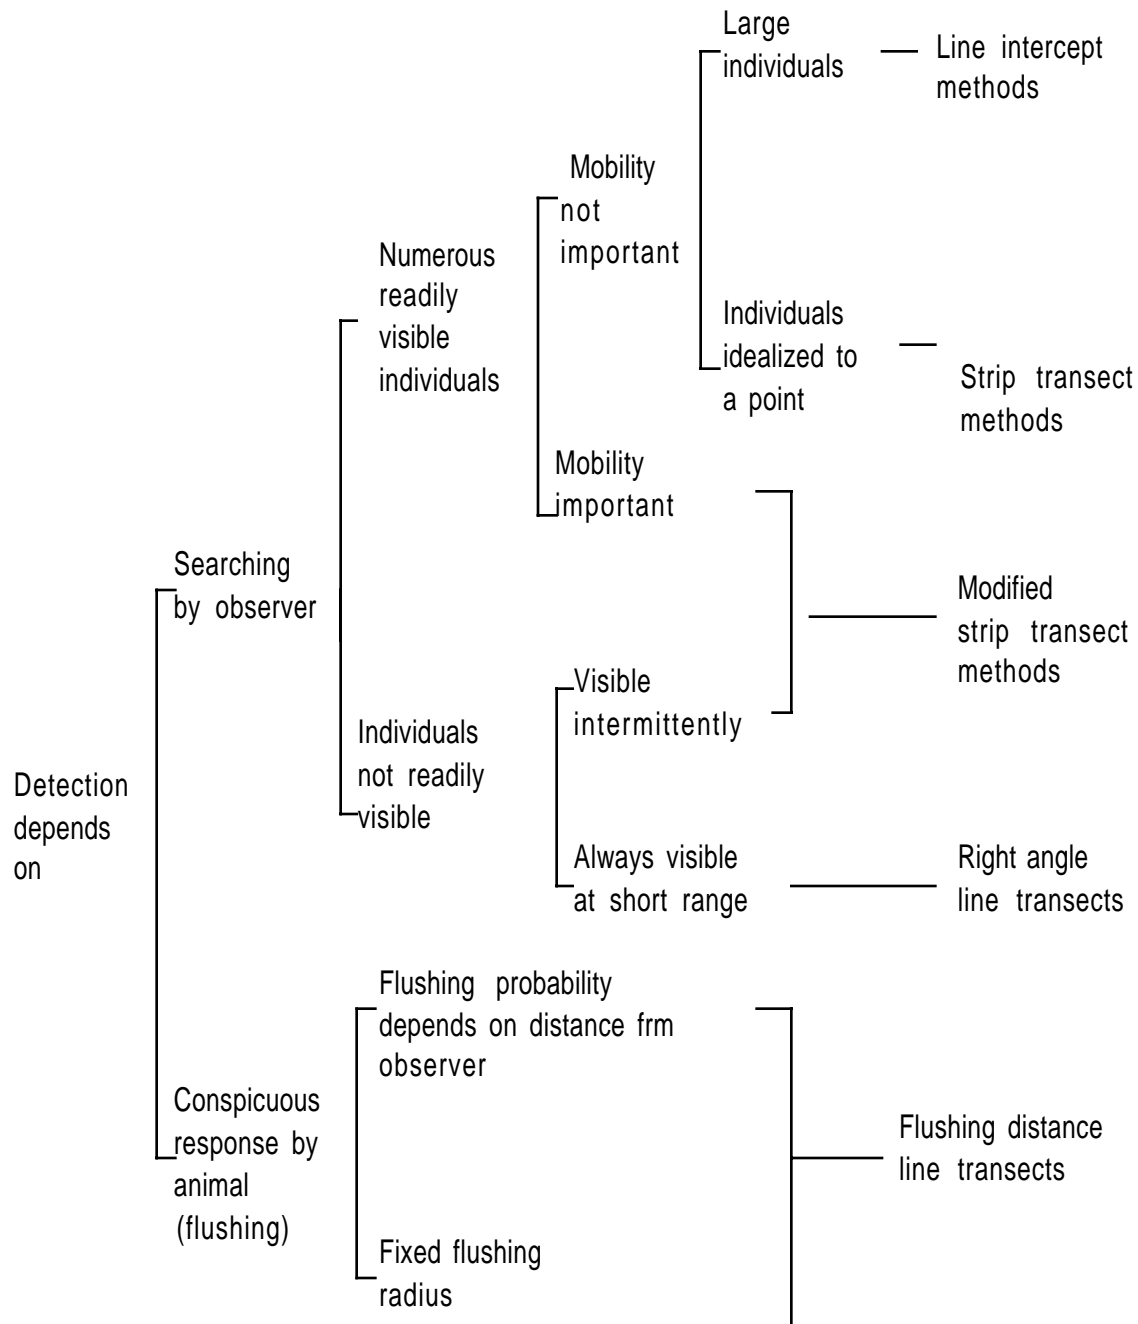 Large
individuals
Line intercept
methods
Mobility
not
important
Numerous
readily
visible
individuals
Individuals
idealized to
a point
Strip transect
methods
Mobility
important
Searching
by observer
Modified
strip transect
methods
Visible
intermittently
Individuals
not readily
visible
Detection
depends
on
Always visible
at short range
Right angle
line transects
Flushing probability
depends on distance frm
observer
Conspicuous
response by
animal
(flushing)
Flushing distance
line transects
Fixed flushing
radius